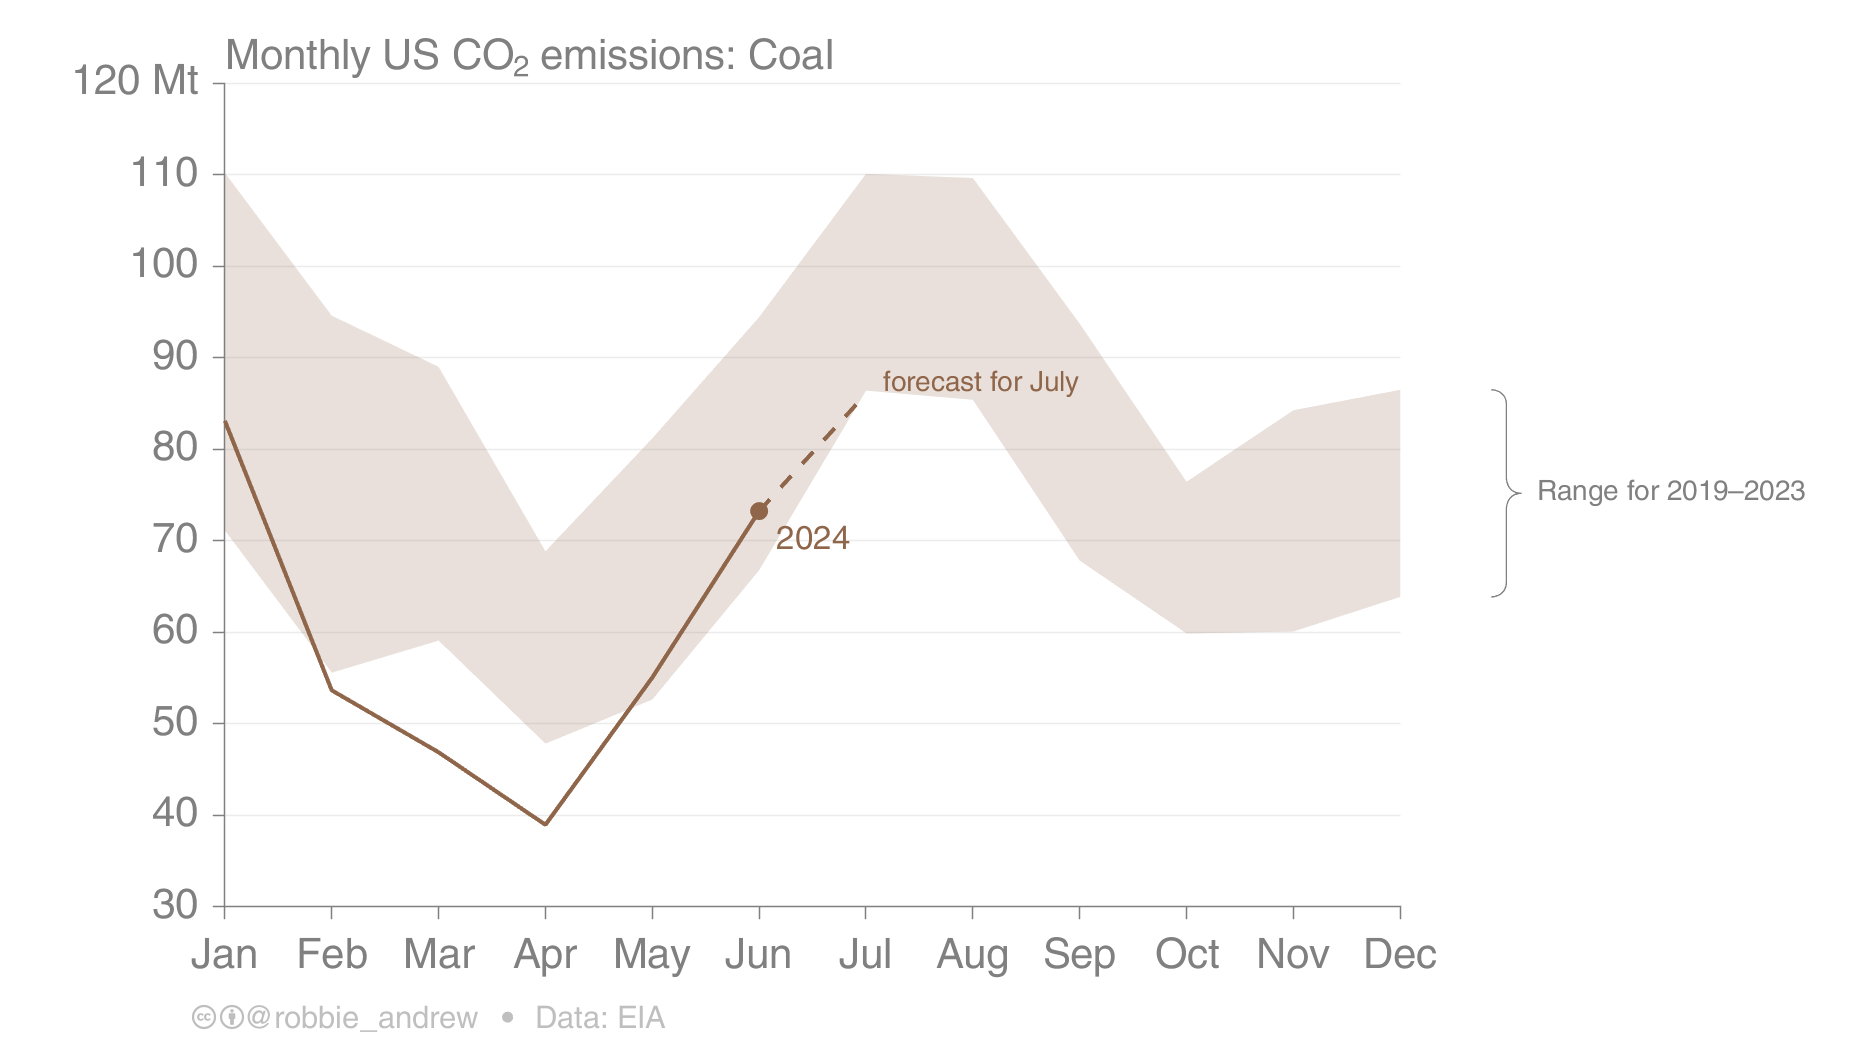 Monthly US CO₂ emissions: Coal
120 Mt
110
100
90
80
70
60
50
40
30
forecast for July
2024
Range for 2019–2023
Jan Feb Mar Apr May Jun Jul Aug Sep Oct Nov Dec
cc @robbie_andrew • Data: EIA